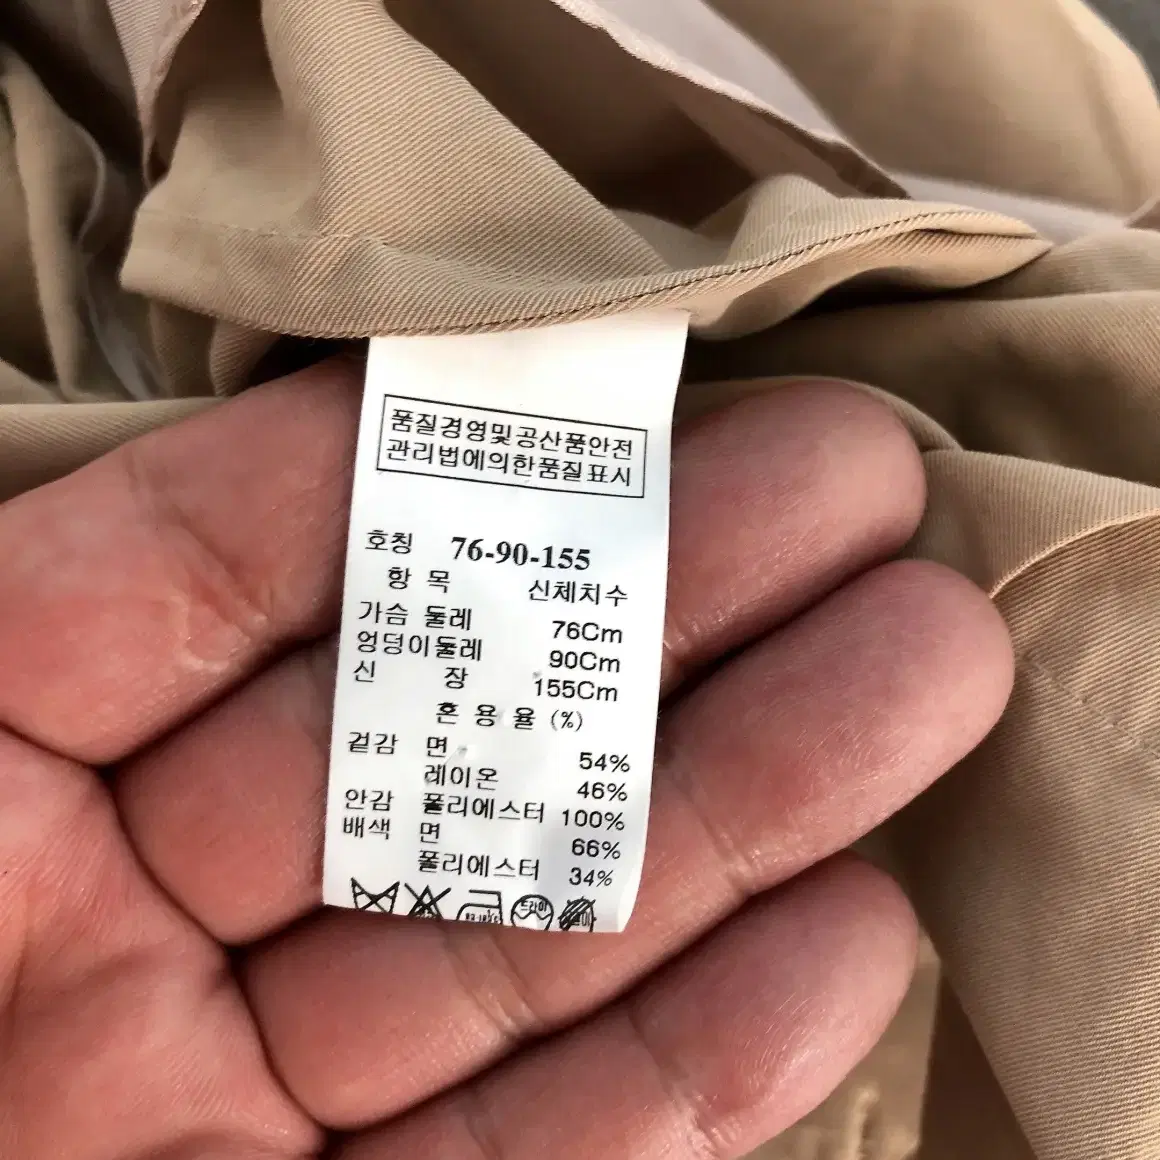 품질경영및공산품안전
관리법에의한품질표시
호칭 76-90-155
항 목 신체치수
가슴 둘레 76Cm
엉덩이둘레 90Cm
신 장 155Cm
혼 용 율 (%)
겉감 면 54%
레이온 46%
안감 폴리에스터 100%
배색 면 66%
폴리에스터 34%
드라이